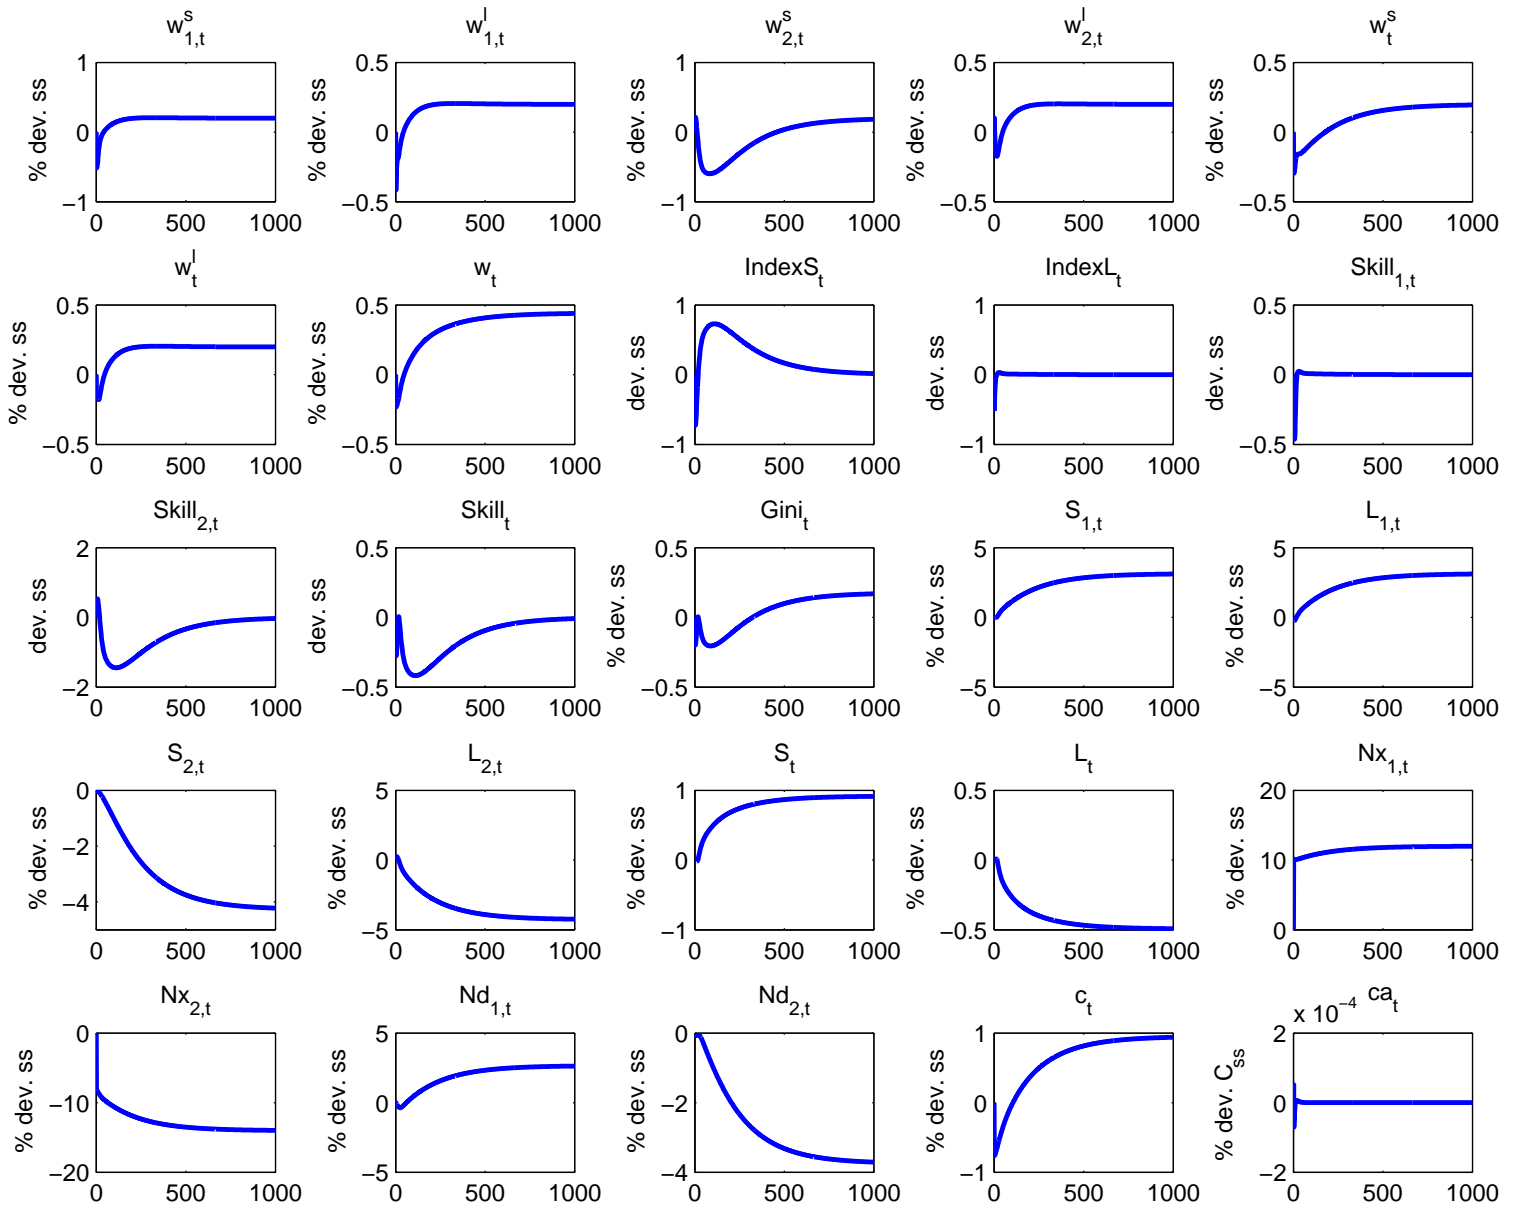 w^s_{1,t}
% dev. ss
1
0
−1
0 500 1000
w^l_{1,t}
% dev. ss
0.5
0
−0.5
0 500 1000
w^s_{2,t}
% dev. ss
1
0
−1
0 500 1000
w^l_{2,t}
% dev. ss
0.5
0
−0.5
0 500 1000
w^s_t
% dev. ss
0.5
0
−0.5
0 500 1000
w^l_t
% dev. ss
0.5
0
−0.5
0 500 1000
w_t
% dev. ss
0.5
0
−0.5
0 500 1000
IndexS_t
dev. ss
1
0
−1
0 500 1000
IndexL_t
dev. ss
1
0
−1
0 500 1000
Skill_{1,t}
dev. ss
0.5
0
−0.5
0 500 1000
Skill_{2,t}
dev. ss
2
0
−2
0 500 1000
Skill_t
dev. ss
0.5
0
−0.5
0 500 1000
Gini_t
% dev. ss
0.5
0
−0.5
0 500 1000
S_{1,t}
% dev. ss
5
0
−5
0 500 1000
L_{1,t}
% dev. ss
5
0
−5
0 500 1000
S_{2,t}
% dev. ss
0
−2
−4
0 500 1000
L_{2,t}
% dev. ss
5
0
−5
0 500 1000
S_t
% dev. ss
1
0
−1
0 500 1000
L_t
% dev. ss
0.5
0
−0.5
0 500 1000
Nx_{1,t}
% dev. ss
20
10
0
0 500 1000
Nx_{2,t}
% dev. ss
0
−10
−20
0 500 1000
Nd_{1,t}
% dev. ss
5
0
−5
0 500 1000
Nd_{2,t}
% dev. ss
0
−2
−4
0 500 1000
c_t
% dev. ss
1
0
−1
0 500 1000
x 10^{−4} ca_t
% dev. C_{ss}
2
0
−2
0 500 1000